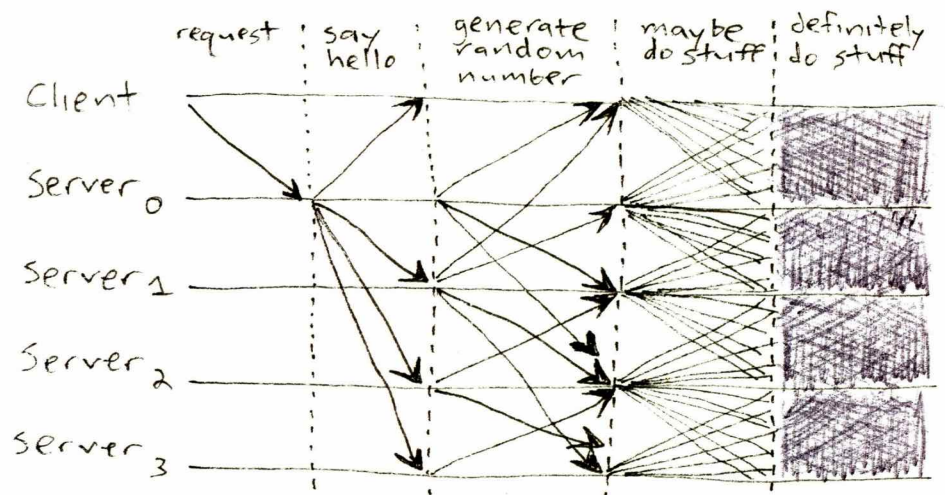 request
say
hello
generate
random
number
maybe
do stuff
definitely
do stuff
Client
Server 0
Server 1
Server 2
Server 3